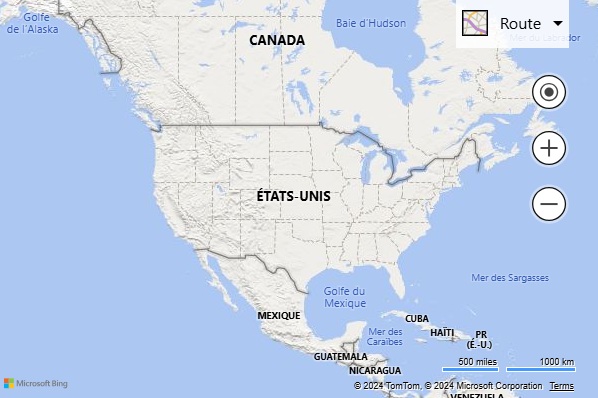 Golfe
de l'Alaska
Baie d'Hudson
Route
CANADA
Mer du Labrador
ÉTATS-UNIS
Mer des Sargasses
Golfe du
Mexique
MEXIQUE
CUBA
Mer des
Caraïbes
HAÏTI
PR
(É.-U.)
GUATEMALA
NICARAGUA
500 miles
1000 km
Microsoft Bing
© 2024 TomTom, © 2024 Microsoft Corporation Terms
VENEZUELA